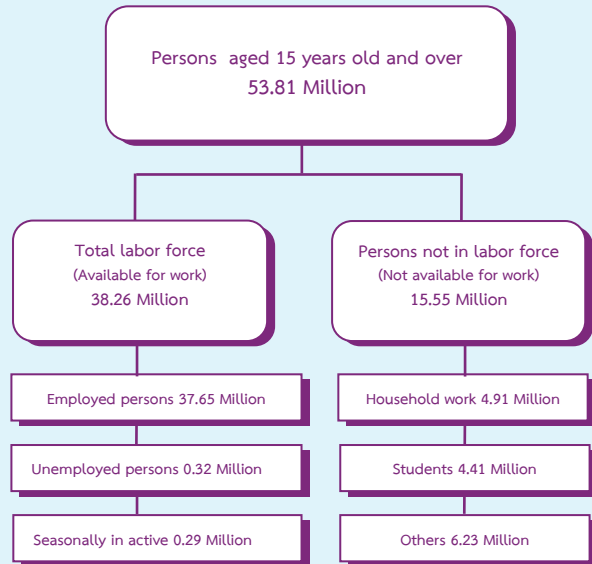 Persons aged 15 years old and over
53.81 Million
Total labor force
(Available for work)
38.26 Million
Persons not in labor force
(Not available for work)
15.55 Million
Employed persons 37.65 Million
Household work 4.91 Million
Unemployed persons 0.32 Million
Students 4.41 Million
Seasonally in active 0.29 Million
Others 6.23 Million